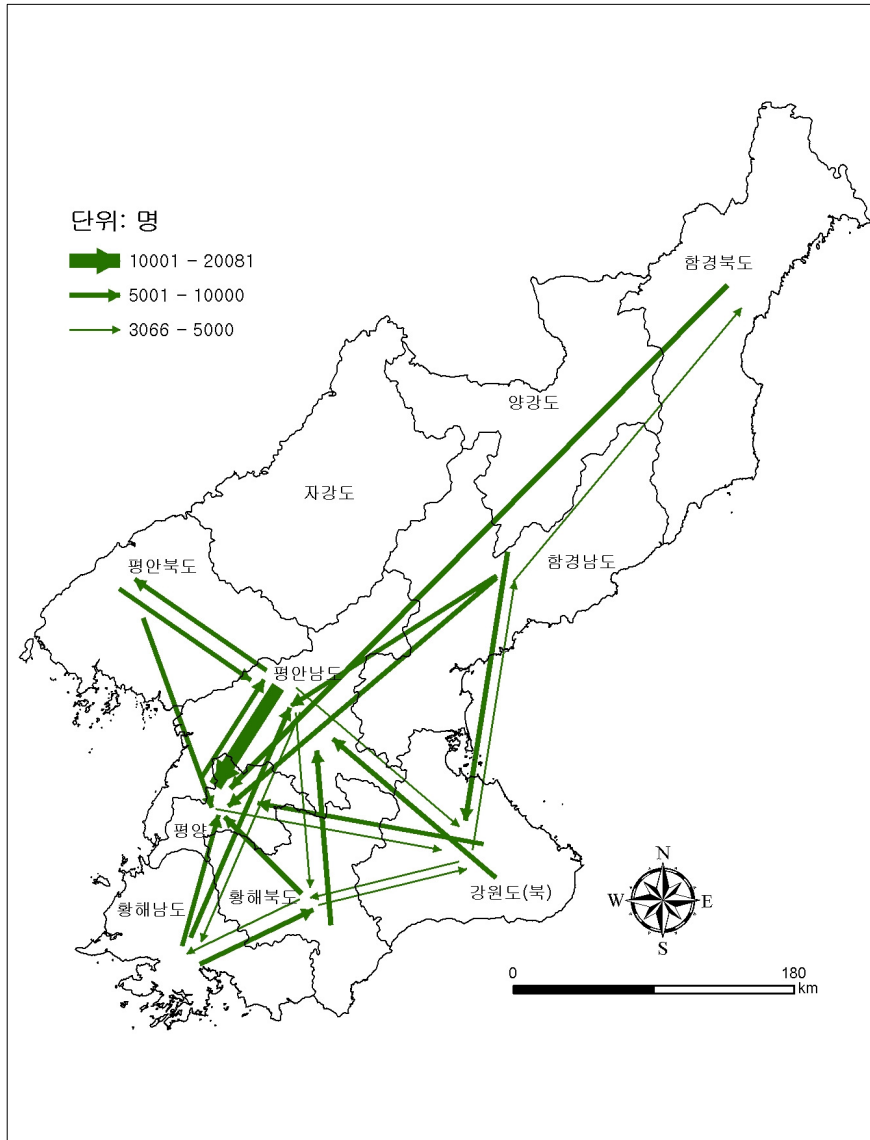 단위: 명
10001 - 20081
5001 - 10000
3066 - 5000
함경북도
양강도
자강도
함경남도
평안북도
평안남도
평양
황해북도
황해남도
강원도(북)
N
W
E
S
0
180
km